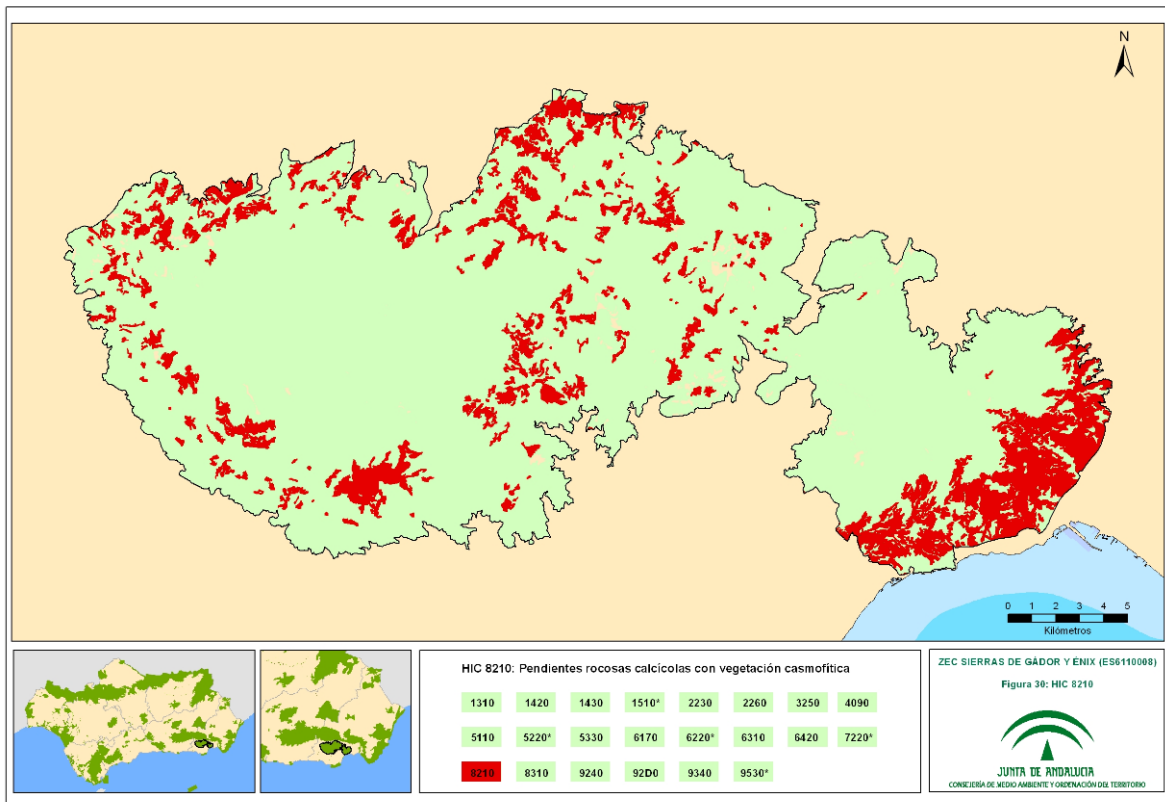 N
0 1 2 3 4 5
Kilómetros
HIC 8210: Pendientes rocosas calcícolas con vegetación casmofítica
1310 1420 1430 1510* 2230 2260 3250 4090
5110 5220* 5330 6170 6220* 6310 6420 7220*
8210 8310 9240 92D0 9340 9530*
ZEC SIERRAS DE GÁDOR Y ÉNIX (ES6110008)
Figura 30: HIC 8210
JUNTA DE ANDALUCIA
CONSEJERÍA DE MEDIO AMBIENTE Y ORDENACIÓN DEL TERRITORIO